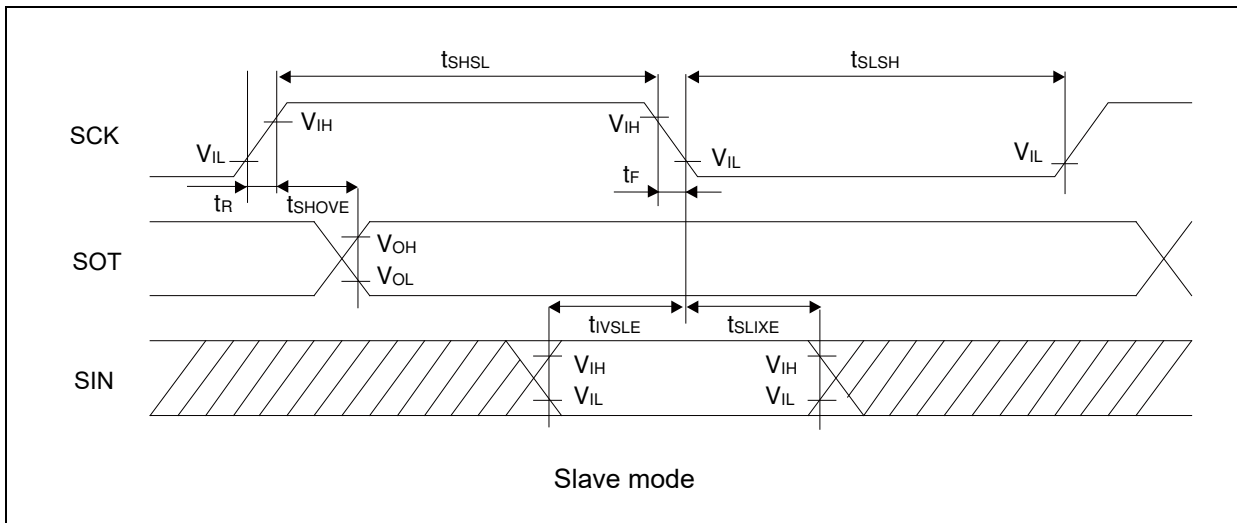 tSHSL
tSLSH
SCK
VIH
VIH
VIL
VIL
VIL
tF
tR
tSHOVE
SOT
VOH
VOL
tIVSLE
tSLIXE
SIN
VIH
VIH
VIL
VIL
Slave mode